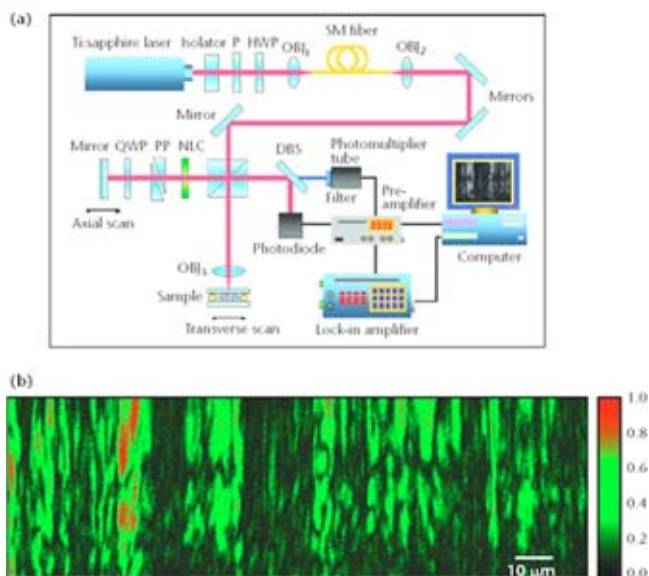 (a)
Ti:sapphire laser
Isolator P HWP OBJ₁
SM fiber
OBJ₂
Mirrors
Mirror
Mirror QWP PP NLC
DBS
Photomultiplier
tube
Filter
Pre-
amplifier
Axial scan
Photodiode
Computer
OBJ₃
Sample
Transverse scan
Lock-in amplifier
(b)
1.0
0.8
0.6
0.4
0.2
0.0
10 μm